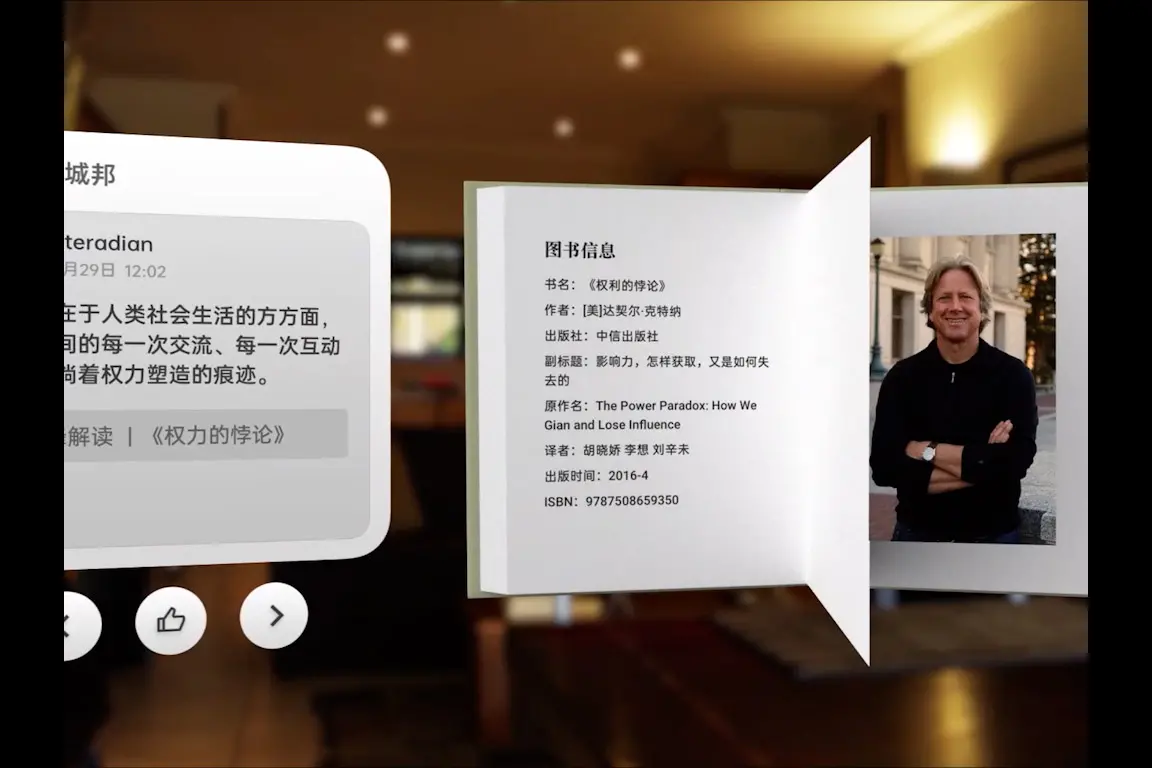 城邦
teradian
月29日 12:02
在于人类社会生活的方方面，
间的每一次交流、每一次互动
淌着权力塑造的痕迹。
解读 | 《权力的悖论》
图书信息
书名：《权利的悖论》
作者：[美]达契尔·克特纳
出版社：中信出版社
副标题：影响力，怎样获取，又是如何失
去的
原作名：The Power Paradox: How We
Gian and Lose Influence
译者：胡晓娇 李想 刘辛未
出版时间：2016-4
ISBN：9787508659350